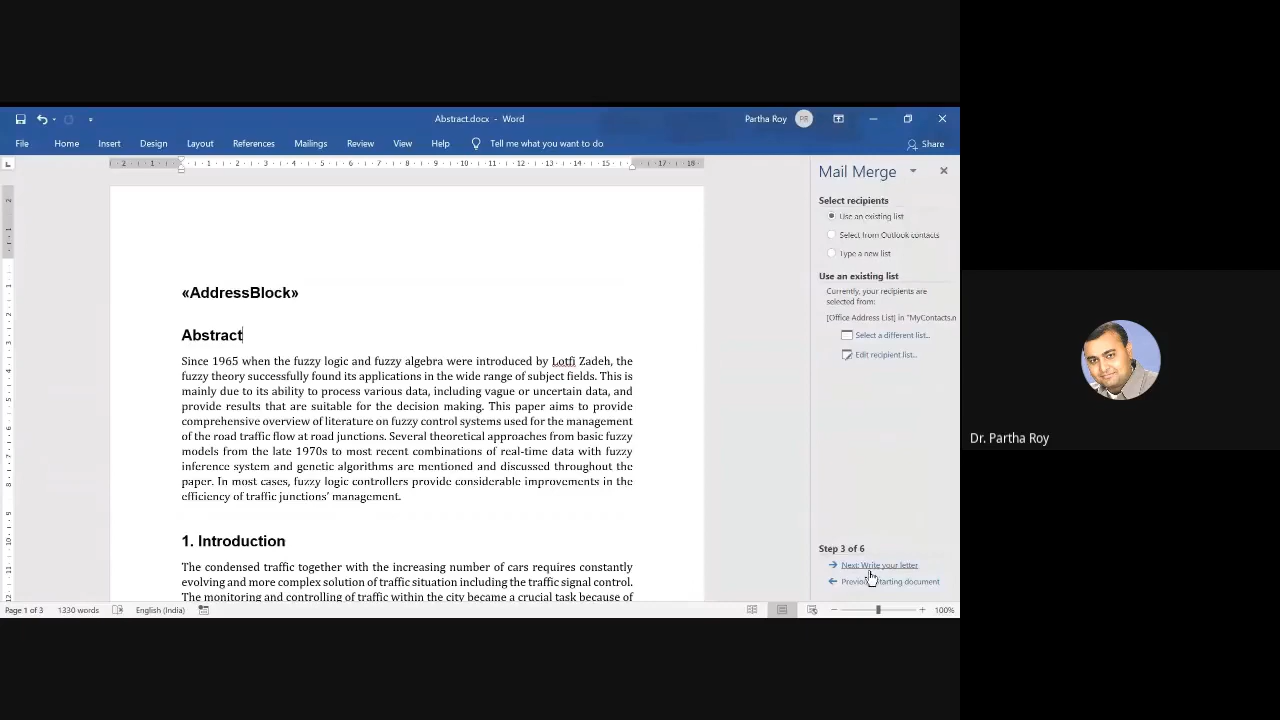 Abstract.docx - Word
Partha Roy
PR
File Home Insert Design Layout References Mailings Review View Help Tell me what you want to do Share
Mail Merge
Select recipients
Use an existing list
Select from Outlook contacts
Type a new list
Use an existing list
Currently, your recipients are
selected from:
[Office Address List] in "MyContacts.n
Select a different list...
Edit recipient list...
Step 3 of 6
Next: Write your letter
Starting document
«AddressBlock»
Abstract
Since 1965 when the fuzzy logic and fuzzy algebra were introduced by Lotfi Zadeh, the
fuzzy theory successfully found its applications in the wide range of subject fields. This is
mainly due to its ability to process various data, including vague or uncertain data, and
provide results that are suitable for the decision making. This paper aims to provide
comprehensive overview of literature on fuzzy control systems used for the management
of the road traffic flow at road junctions. Several theoretical approaches from basic fuzzy
models from the late 1970s to most recent combinations of real-time data with fuzzy
inference system and genetic algorithms are mentioned and discussed throughout the
paper. In most cases, fuzzy logic controllers provide considerable improvements in the
efficiency of traffic junctions' management.
1. Introduction
The condensed traffic together with the increasing number of cars requires constantly
evolving and more complex solution of traffic situation including the traffic signal control.
The monitoring and controlling of traffic within the city became a crucial task because of
Page 1 of 3 1330 words English (India) 100%
Dr. Partha Roy